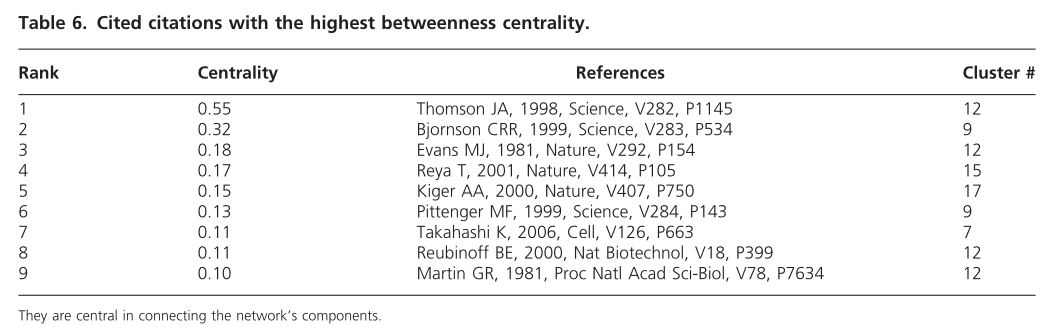 Table 6. Cited citations with the highest betweenness centrality.
Rank Centrality References Cluster #
1 0.55 Thomson JA, 1998, Science, V282, P1145 12
2 0.32 Bjornson CRR, 1999, Science, V283, P534 9
3 0.18 Evans MJ, 1981, Nature, V292, P154 12
4 0.17 Reya T, 2001, Nature, V414, P105 15
5 0.15 Kiger AA, 2000, Nature, V407, P750 17
6 0.13 Pittenger MF, 1999, Science, V284, P143 9
7 0.11 Takahashi K, 2006, Cell, V126, P663 7
8 0.11 Reubinoff BE, 2000, Nat Biotechnol, V18, P399 12
9 0.10 Martin GR, 1981, Proc Natl Acad Sci-Biol, V78, P7634 12
They are central in connecting the network's components.